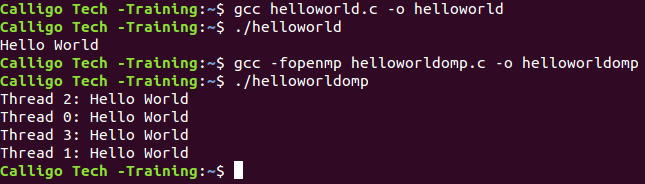 Calligo Tech -Training:~$ gcc helloworld.c -o helloworld
Calligo Tech -Training:~$ ./helloworld
Hello World
Calligo Tech -Training:~$ gcc -fopenmp helloworldomp.c -o helloworldomp
Calligo Tech -Training:~$ ./helloworldomp
Thread 2: Hello World
Thread 0: Hello World
Thread 3: Hello World
Thread 1: Hello World
Calligo Tech -Training:~$